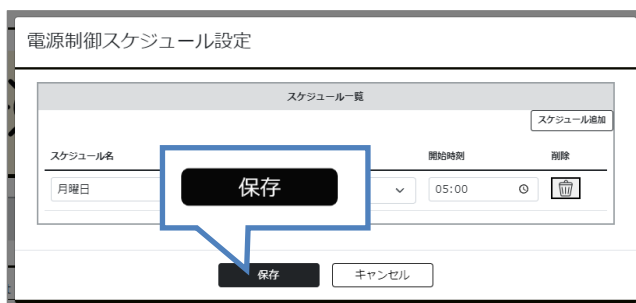 電源制御スケジュール設定
スケジュール一覧
スケジュール追加
スケジュール名 開始時刻 削除
月曜日 05:00
保存
保存 キャンセル